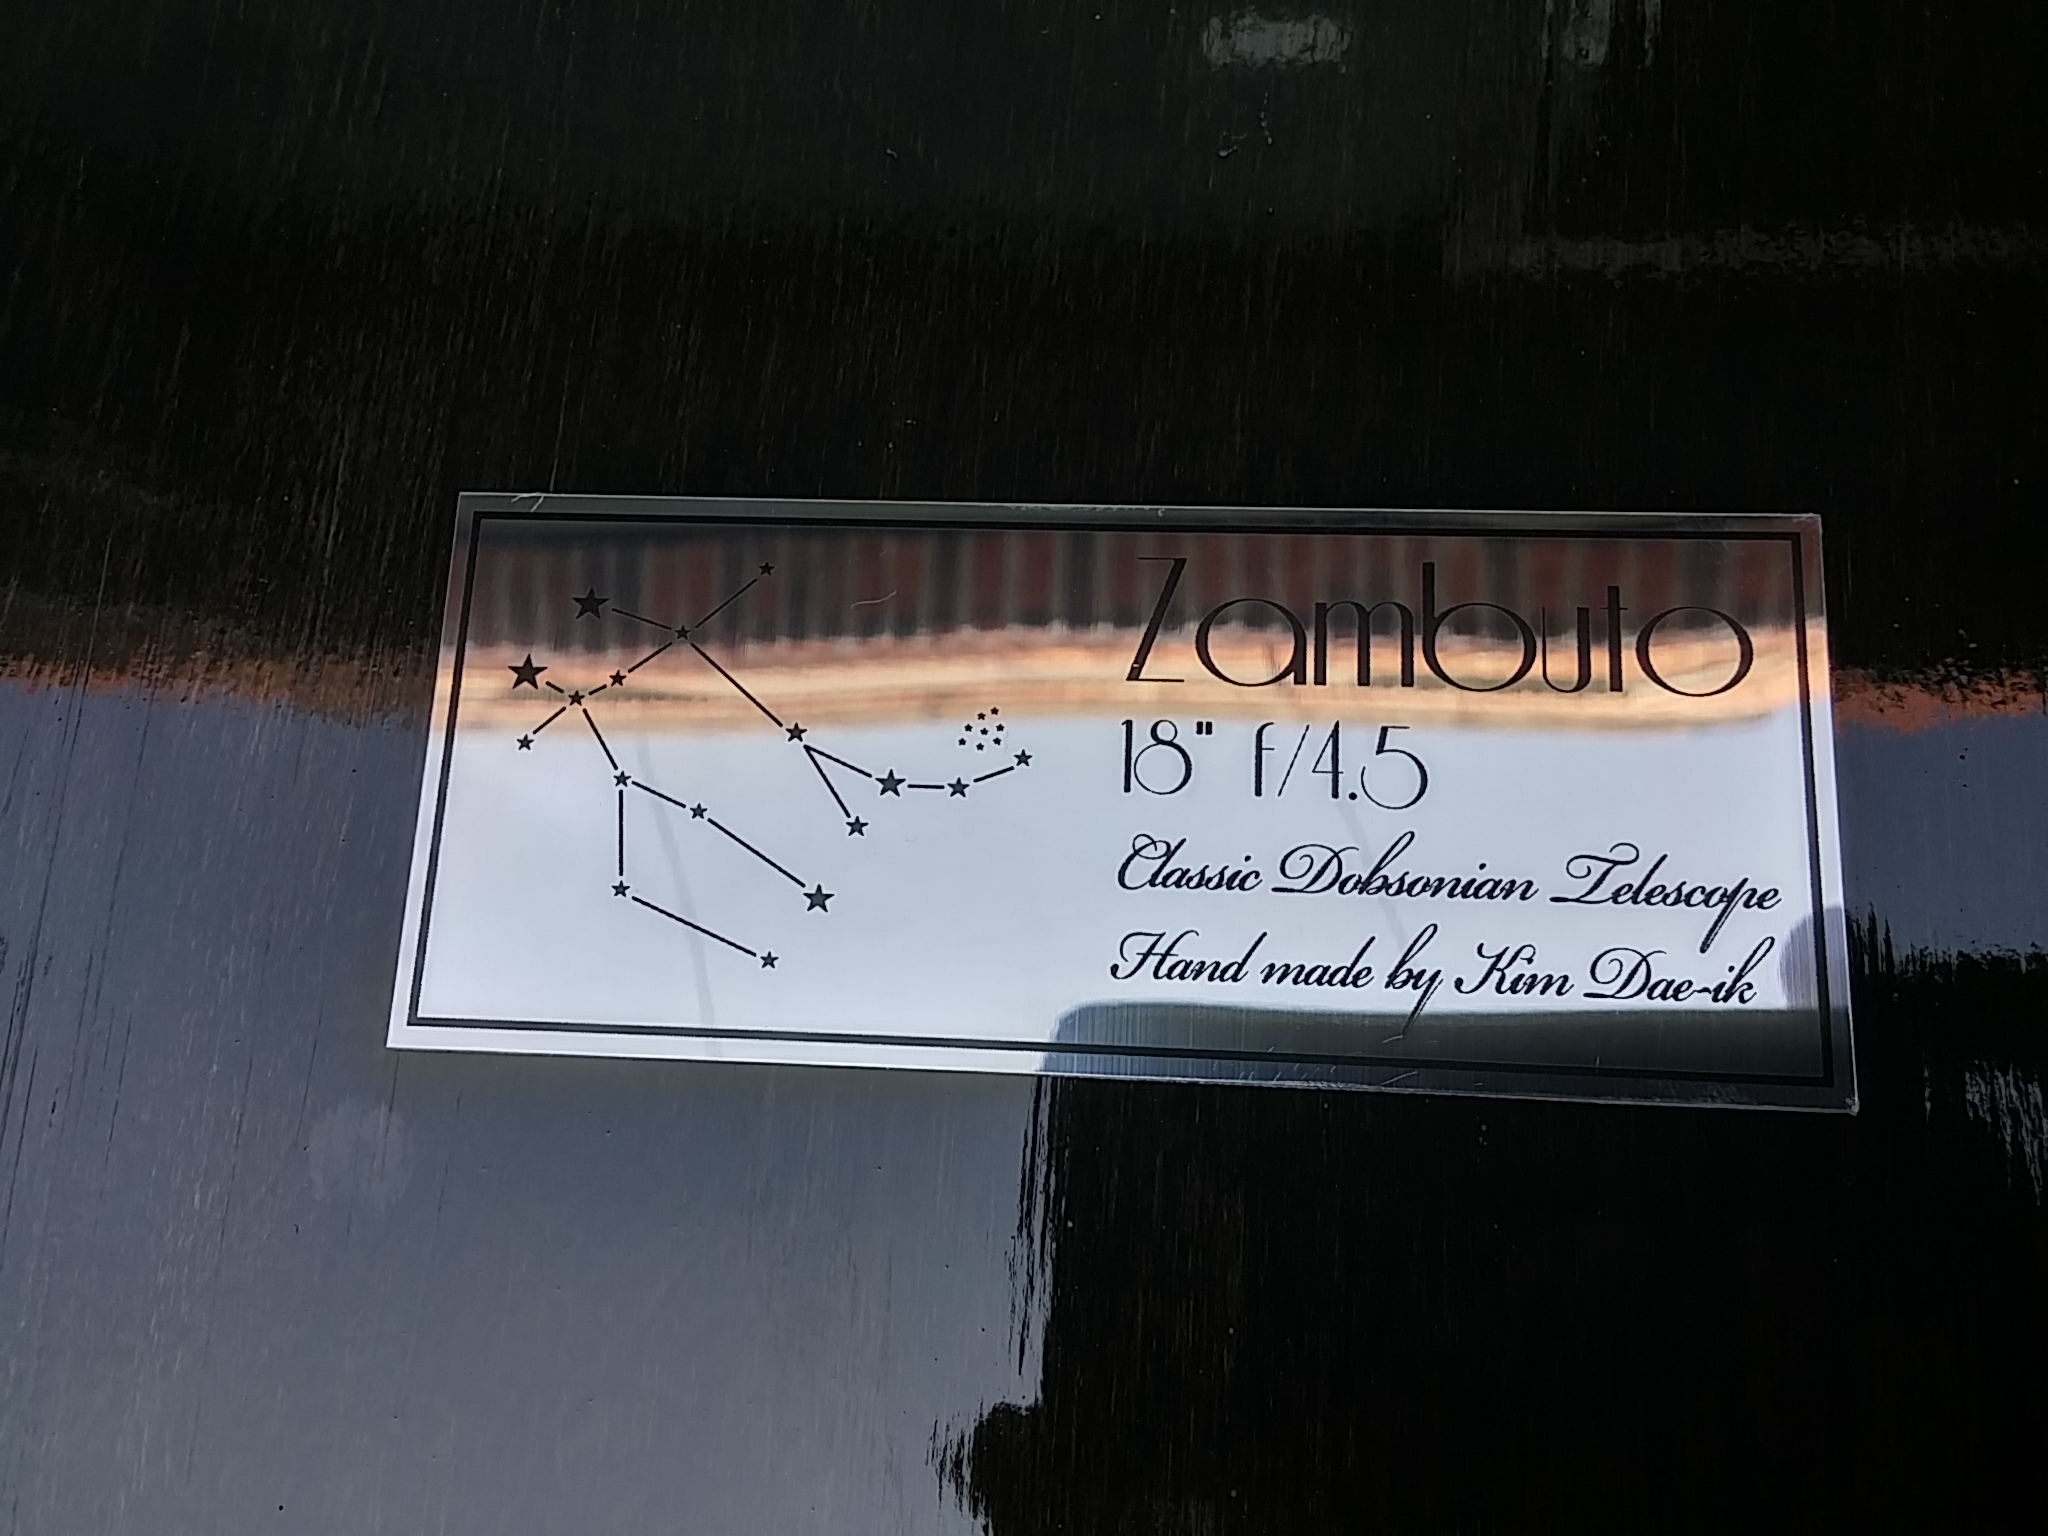 Zambuto
18" f/4.5
Classic Dobsonian Telescope
Hand made by Kim Dae-ik